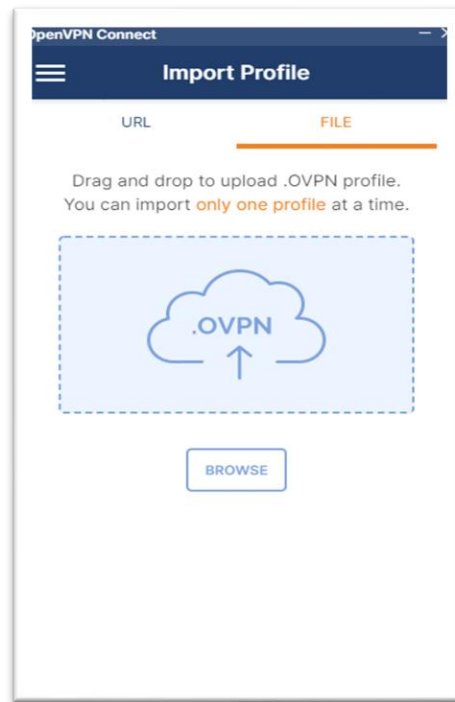 OpenVPN Connect
Import Profile
URL
FILE
Drag and drop to upload .OVPN profile.
You can import only one profile at a time.
.OVPN
BROWSE